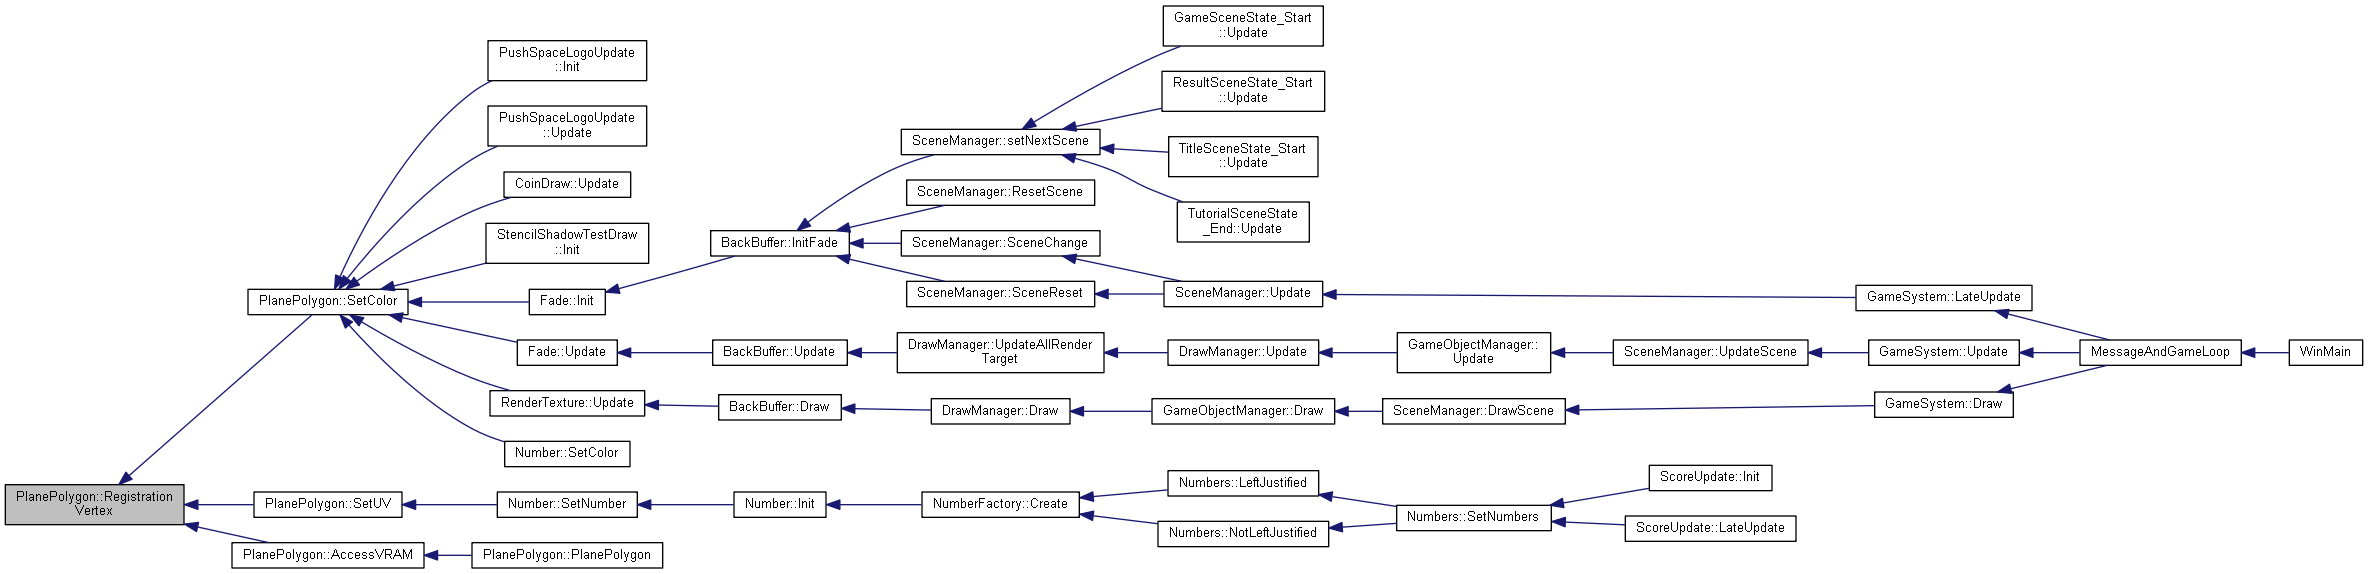 GameSceneState_Start
::Update
PushSpaceLogoUpdate
::Init
ResultSceneState_Start
::Update
PushSpaceLogoUpdate
::Update
SceneManager::setNextScene
TitleSceneState_Start
::Update
CoinDraw::Update
SceneManager::ResetScene
TutorialSceneState
_End::Update
StencilShadowTestDraw
::Init
BackBuffer::InitFade
SceneManager::SceneChange
PlanePolygon::SetColor
Fade::Init
SceneManager::SceneReset
SceneManager::Update
GameSystem::LateUpdate
Fade::Update
BackBuffer::Update
DrawManager::UpdateAllRender
Target
DrawManager::Update
GameObjectManager::
Update
SceneManager::UpdateScene
GameSystem::Update
MessageAndGameLoop
WinMain
RenderTexture::Update
BackBuffer::Draw
DrawManager::Draw
GameObjectManager::Draw
SceneManager::DrawScene
GameSystem::Draw
Number::SetColor
PlanePolygon::Registration
Vertex
PlanePolygon::SetUV
Number::SetNumber
Number::Init
NumberFactory::Create
Numbers::LeftJustified
Numbers::NotLeftJustified
Numbers::SetNumbers
ScoreUpdate::Init
ScoreUpdate::LateUpdate
PlanePolygon::AccessVRAM
PlanePolygon::PlanePolygon